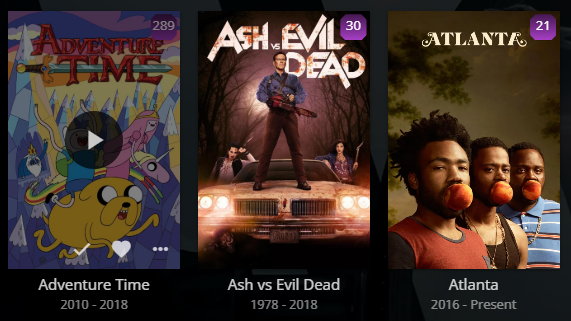 289
ADVENTURE
TIME
30
ASH vs EVIL
DEAD
21
ATLANTA
Adventure Time
2010 - 2018
Ash vs Evil Dead
1978 - 2018
Atlanta
2016 - Present